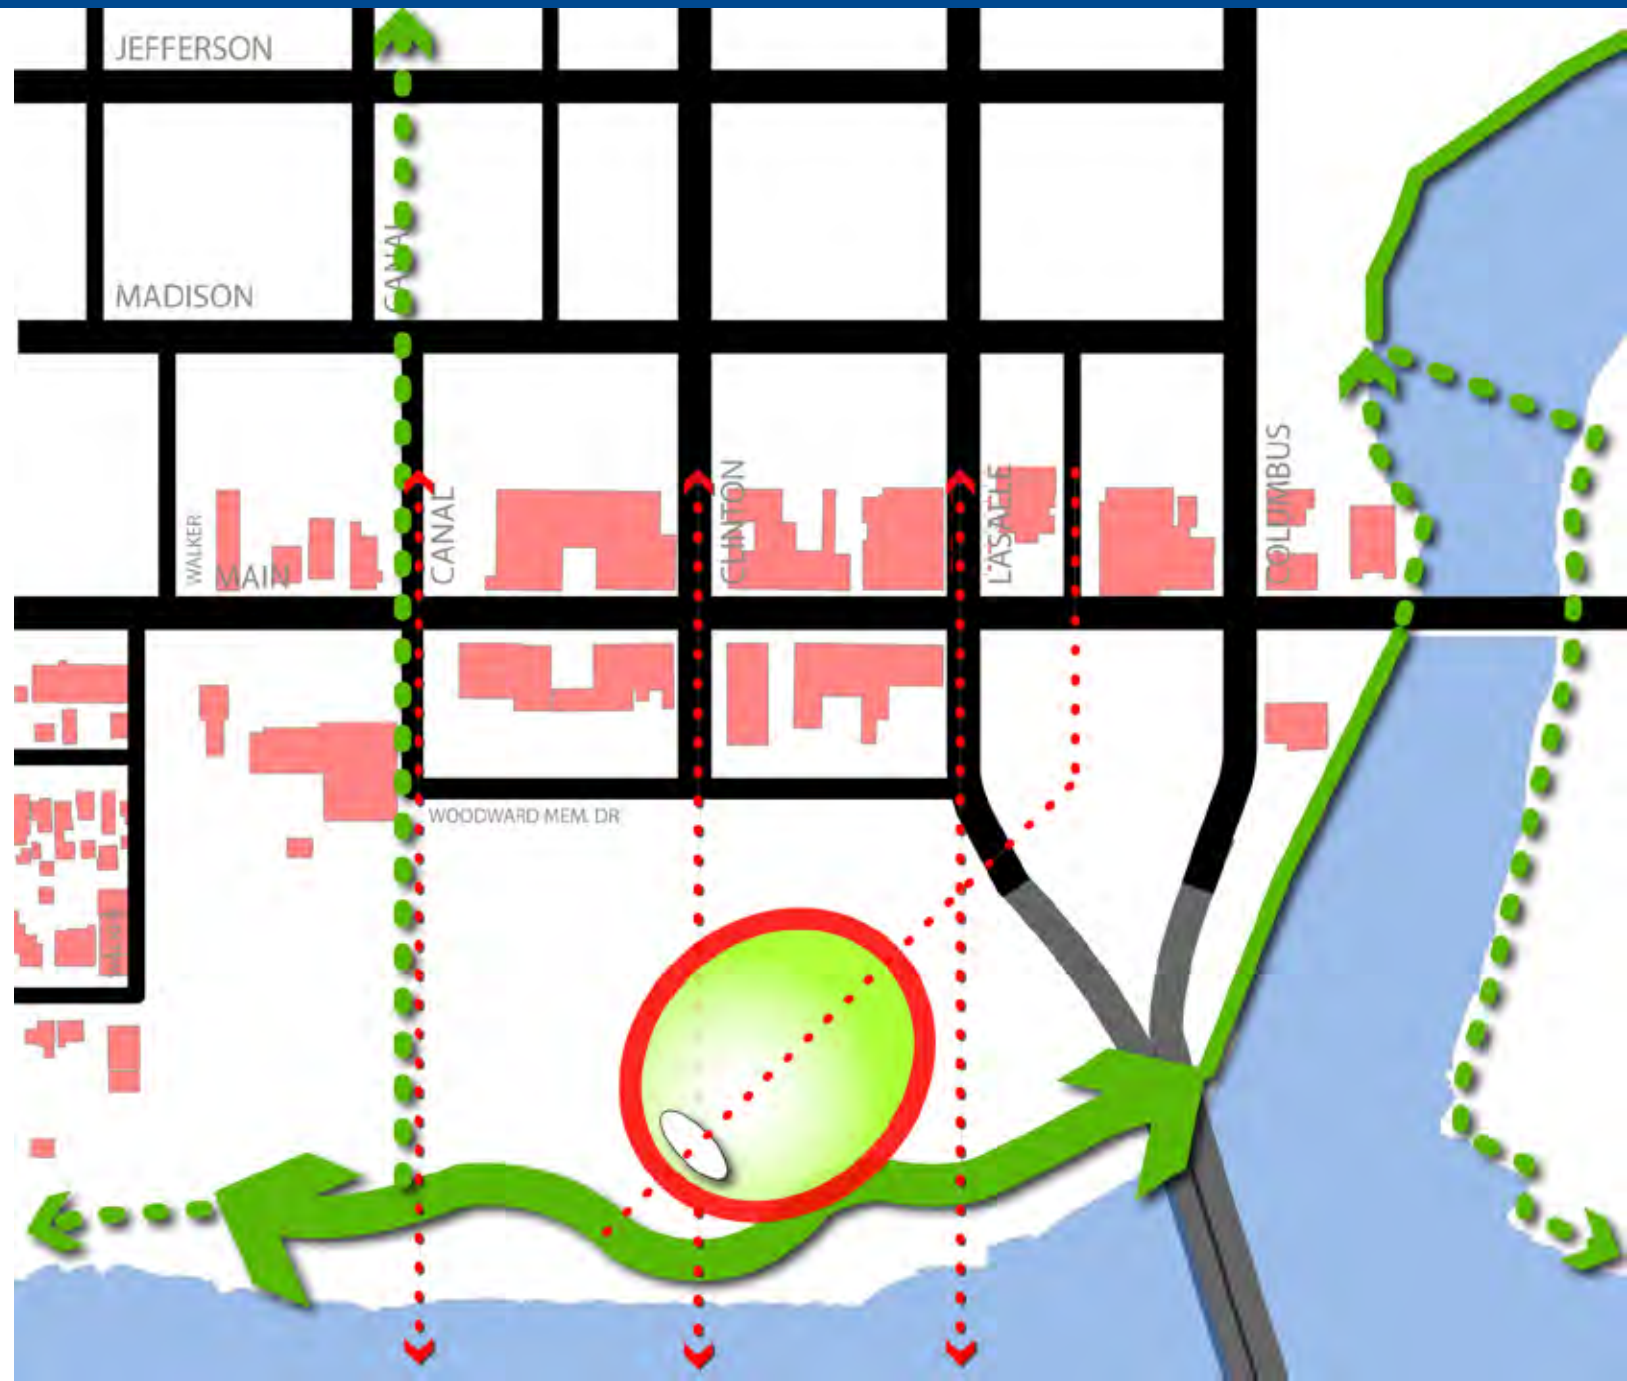 JEFFERSON
CANAL
MADISON
WALKER
MAIN
CANAL
CLINTON
LASALLE
COLUMBUS
WOODWARD MEM. DR